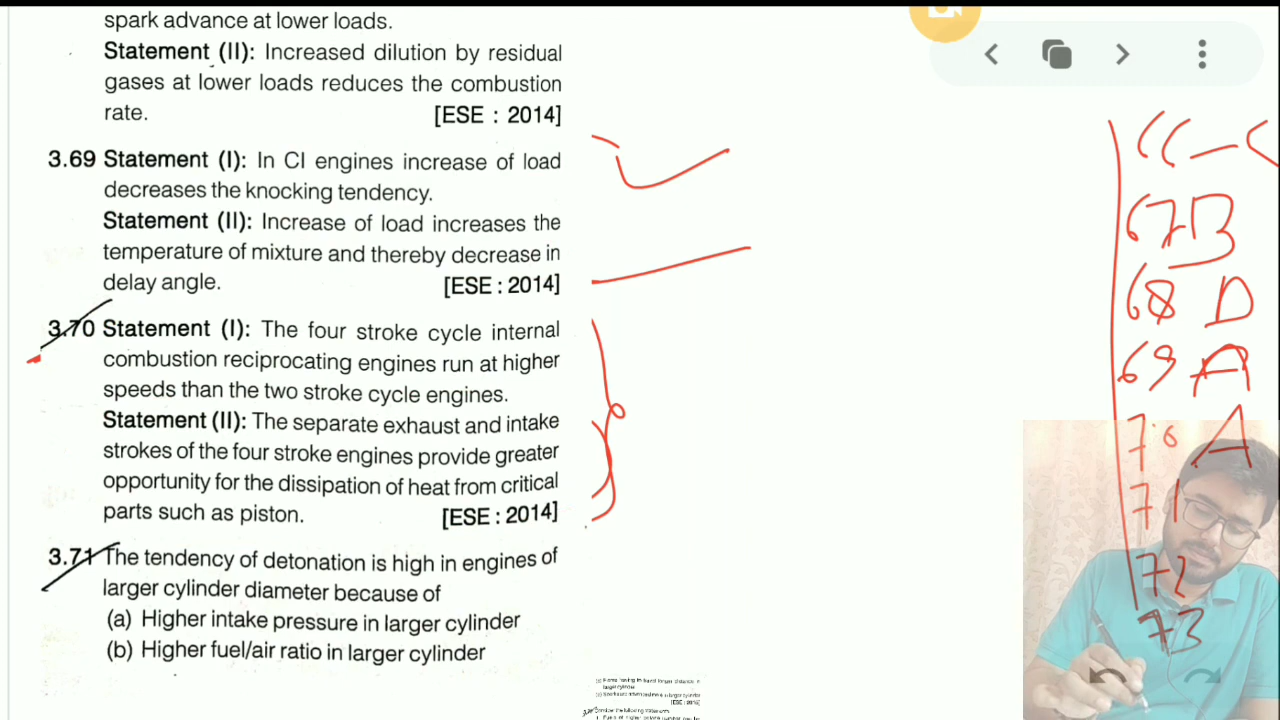 spark advance at lower loads.
Statement (II): Increased dilution by residual
gases at lower loads reduces the combustion
rate. [ESE : 2014]
3.69 Statement (I): In CI engines increase of load
decreases the knocking tendency.
Statement (II): Increase of load increases the
temperature of mixture and thereby decrease in
delay angle. [ESE : 2014]
3.70 Statement (I): The four stroke cycle internal
combustion reciprocating engines run at higher
speeds than the two stroke cycle engines.
Statement (II): The separate exhaust and intake
strokes of the four stroke engines provide greater
opportunity for the dissipation of heat from critical
parts such as piston. [ESE : 2014]
3.71 The tendency of detonation is high in engines of
larger cylinder diameter because of
(a) Higher intake pressure in larger cylinder
(b) Higher fuel/air ratio in larger cylinder
larger cylinder
[ESE : 2015]
67 B
68 D
69 A
70 A
71
72
73